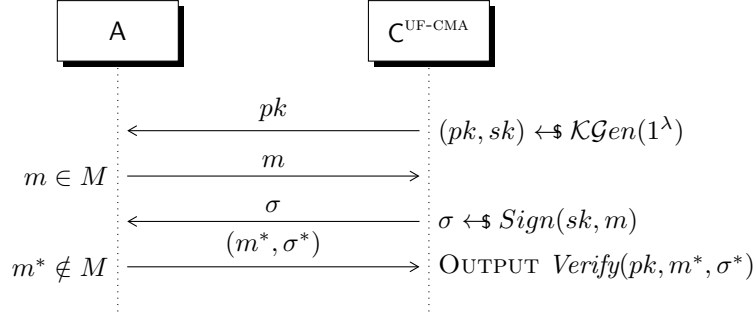 A C^UF-CMA
pk
(pk, sk) ←$ KGen(1^λ)
m ∈ M m
σ
σ ←$ Sign(sk, m)
(m*, σ*)
m* ∉ M OUTPUT Verify(pk, m*, σ*)